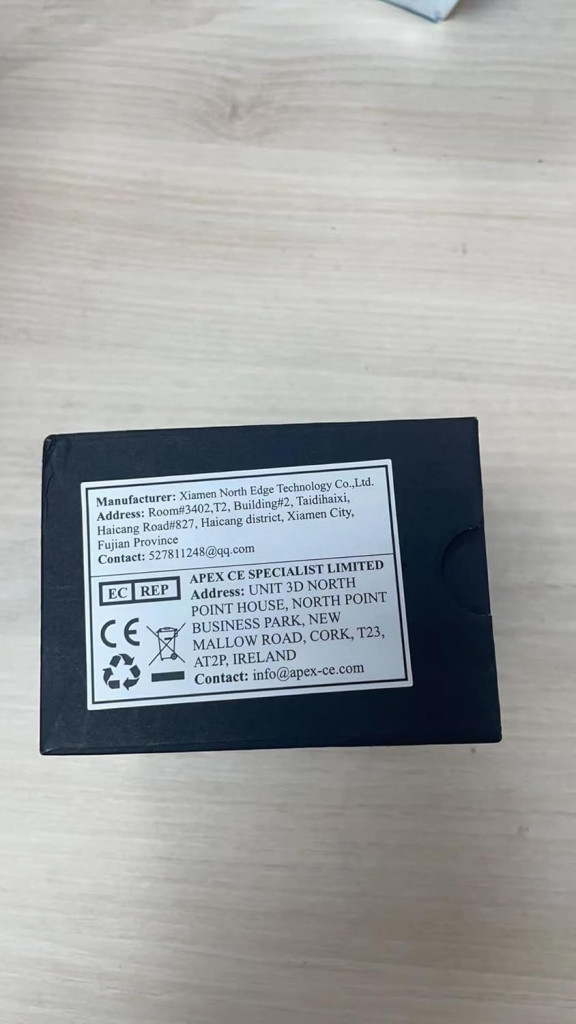 Manufacturer: Xiamen North Edge Technology Co.,Ltd.
Address: Room#3402,T2, Building#2, Taidihaixi,
Haicang Road#827, Haicang district, Xiamen City,
Fujian Province
Contact: 527811248@qq.com
EC REP
APEX CE SPECIALIST LIMITED
Address: UNIT 3D NORTH
POINT HOUSE, NORTH POINT
BUSINESS PARK, NEW
MALLOW ROAD, CORK, T23,
AT2P, IRELAND
Contact: info@apex-ce.com
CE